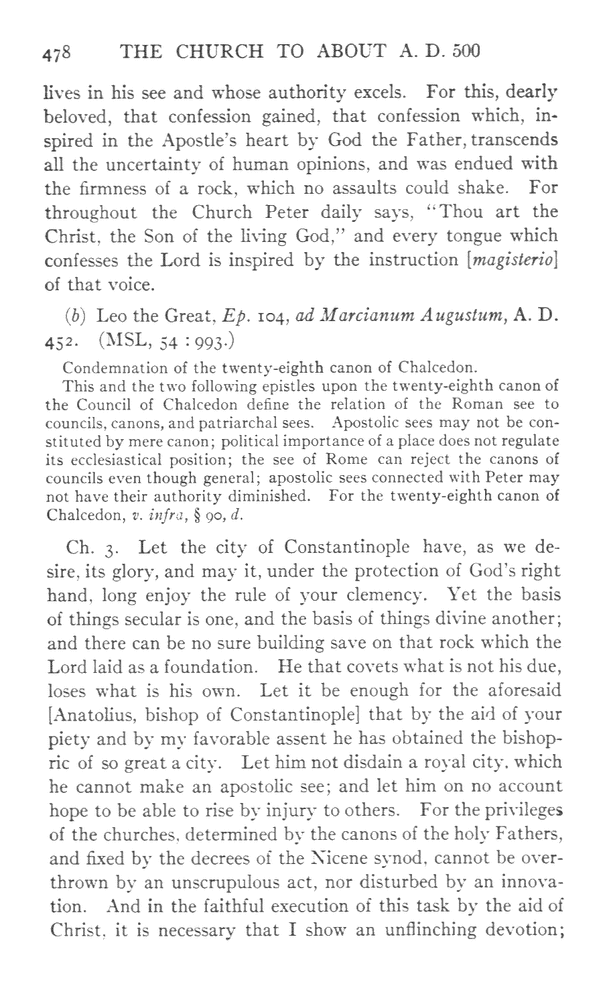 478 THE CHURCH TO ABOUT A. D. 500
lives in his see and whose authority excels. For this, dearly
beloved, that confession gained, that confession which, in-
spired in the Apostle's heart by God the Father, transcends
all the uncertainty of human opinions, and was endued with
the firmness of a rock, which no assaults could shake. For
throughout the Church Peter daily says, “Thou art the
Christ, the Son of the living God,” and every tongue which
confesses the Lord is inspired by the instruction [magisterio]
of that voice.
(b) Leo the Great, Ep. 104, ad Marcianum Augustum, A. D.
452. (MSL, 54 : 993.)
Condemnation of the twenty-eighth canon of Chalcedon.
This and the two following epistles upon the twenty-eighth canon of
the Council of Chalcedon define the relation of the Roman see to
councils, canons, and patriarchal sees. Apostolic sees may not be con-
stituted by mere canon; political importance of a place does not regulate
its ecclesiastical position; the see of Rome can reject the canons of
councils even though general; apostolic sees connected with Peter may
not have their authority diminished. For the twenty-eighth canon of
Chalcedon, v. infra, § 90, d.
Ch. 3. Let the city of Constantinople have, as we de-
sire, its glory, and may it, under the protection of God's right
hand, long enjoy the rule of your clemency. Yet the basis
of things secular is one, and the basis of things divine another;
and there can be no sure building save on that rock which the
Lord laid as a foundation. He that covets what is not his due,
loses what is his own. Let it be enough for the aforesaid
[Anatolius, bishop of Constantinople] that by the aid of your
piety and by my favorable assent he has obtained the bishop-
ric of so great a city. Let him not disdain a royal city, which
he cannot make an apostolic see; and let him on no account
hope to be able to rise by injury to others. For the privileges
of the churches, determined by the canons of the holy Fathers,
and fixed by the decrees of the Nicene synod, cannot be over-
thrown by an unscrupulous act, nor disturbed by an innova-
tion. And in the faithful execution of this task by the aid of
Christ, it is necessary that I show an unflinching devotion;